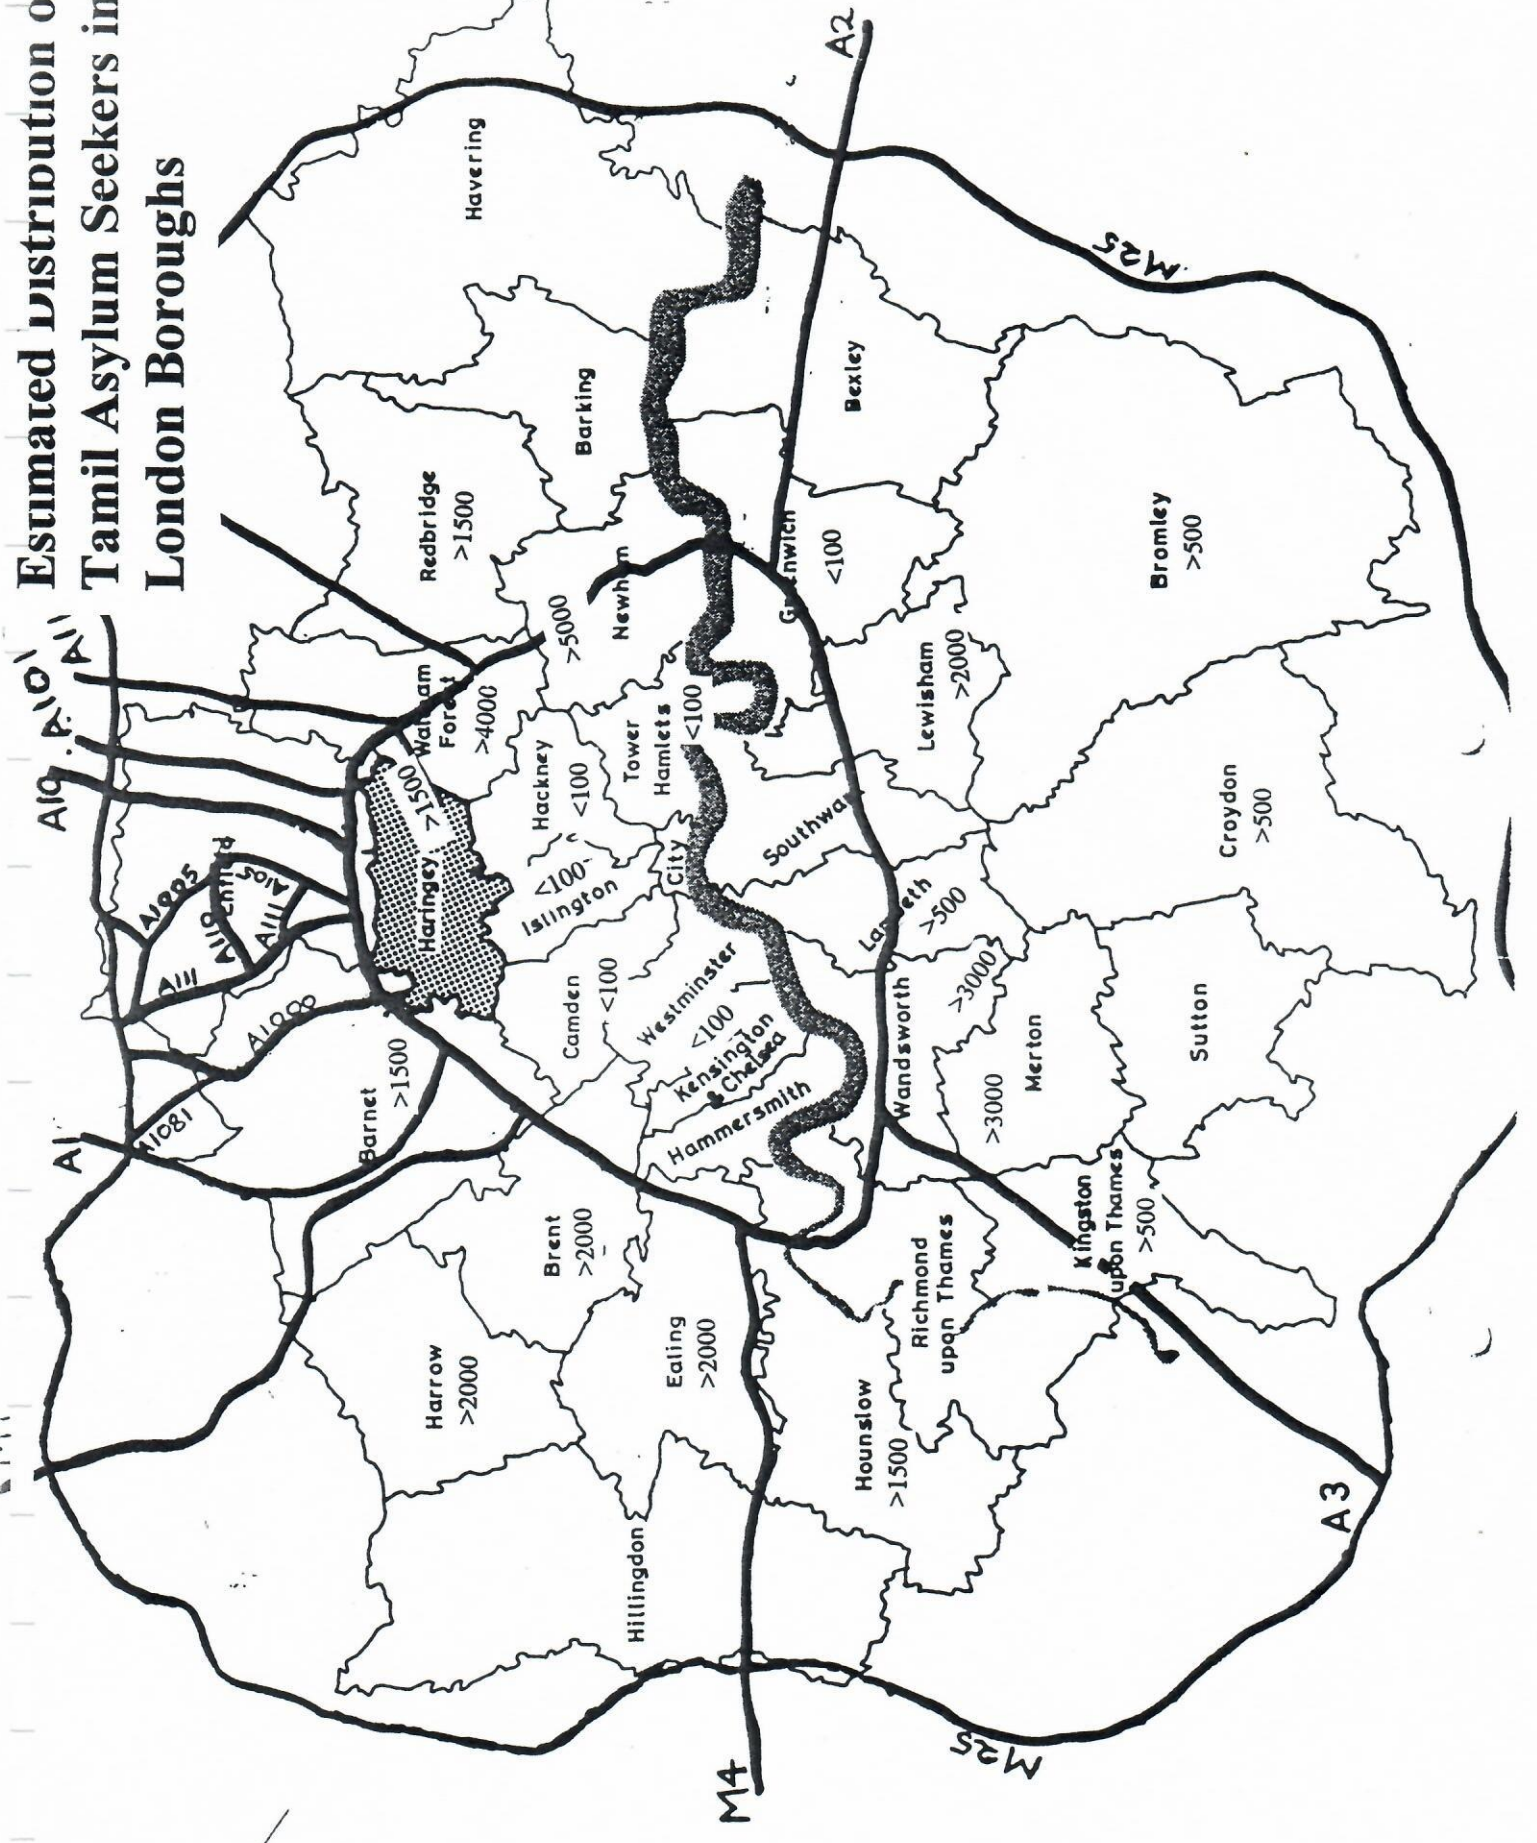 Estimated Distribution o
Tamil Asylum Seekers in
London Boroughs
A1
A10
A101
A11
A1081
A1000
A111
A1005
A110
Enfield
A111
A105
Barnet
>1500
Haringey >1500
Waltham
Forest
>4000
Redbridge
>1500
Havering
Harrow
>2000
Brent
>2000
Camden
<100
Islington
<100
Hackney
<100
>5000
Newham
Barking
Hillingdon
Ealing
>2000
Westminster
<100
Kensington
& Chelsea
Hammersmith
City
Tower
Hamlets
<100
M4
Hounslow
>1500
Richmond
upon Thames
Wandsworth
>3000
Lambeth
>500
Southwark
Lewisham
>2000
Greenwich
<100
Bexley
A2
Merton
>3000
Kingston
upon Thames
>500
Sutton
Croydon
>500
Bromley
>500
M25
M25
A3